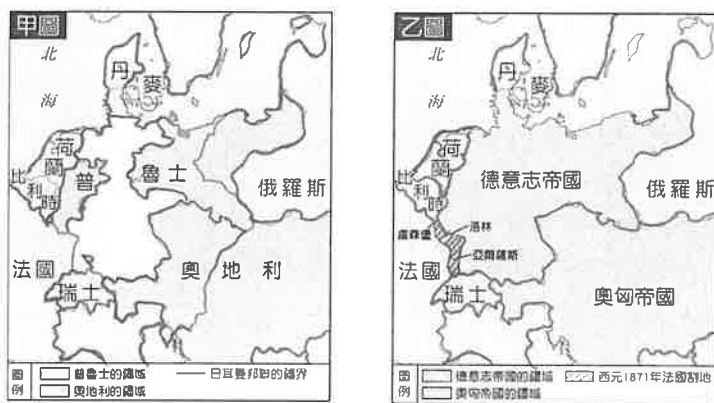 甲圖
北
海
丹
麥
荷
蘭
比
利
時
普
魯士
俄羅斯
法國
奧地利
瑞士
圖例
普魯士的疆域
日耳曼邦聯的疆界
奧地利的疆域
乙圖
北
海
丹
麥
荷
蘭
比
利
時
德意志帝國
俄羅斯
盧森堡
洛林
亞爾薩斯
法國
瑞士
奧匈帝國
圖例
德意志帝國的疆域
西元1871年法國割地
奧匈帝國的疆域